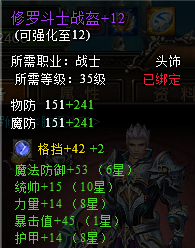 修罗斗士战盔+12
(可强化至12)
所需职业：战士 头饰
所需等级：35级 已绑定
物防 151+241
魔防 151+241
格挡+42 +2
魔法防御+53 (6星)
统帅+15 (10星)
力量+14 (8星)
暴击值+45 (1星)
护甲+14 (8星)